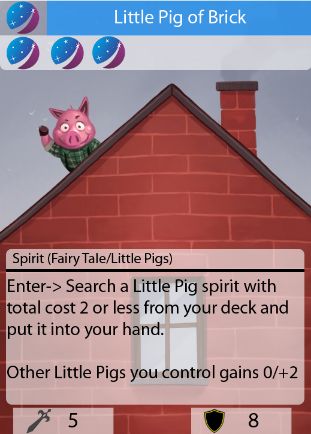 Little Pig of Brick
Spirit (Fairy Tale/Little Pigs)
Enter-> Search a Little Pig spirit with
total cost 2 or less from your deck and
put it into your hand.
Other Little Pigs you control gains 0/+2
5
8